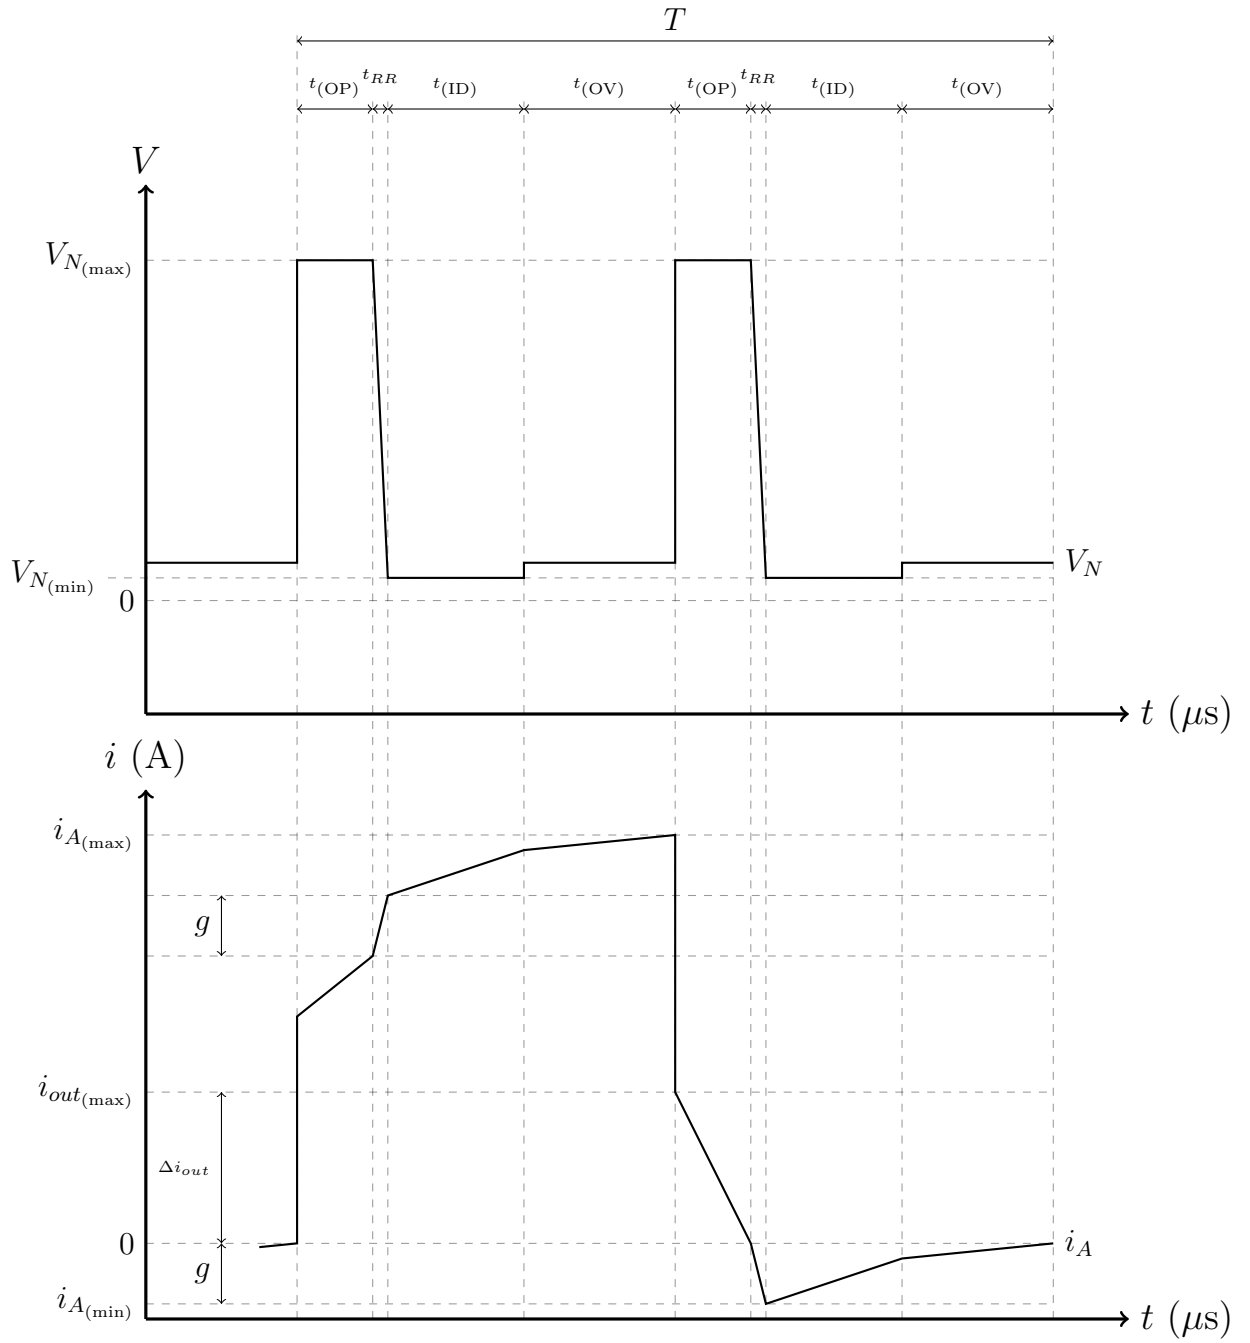 T
t(OP) tRR t(ID) t(OV) t(OP) tRR t(ID) t(OV)
V
VN(max)
VN(min)
VN
0
t (μs)
i (A)
iA(max)
g
iout(max)
Δiout
0
iA
g
iA(min)
t (μs)